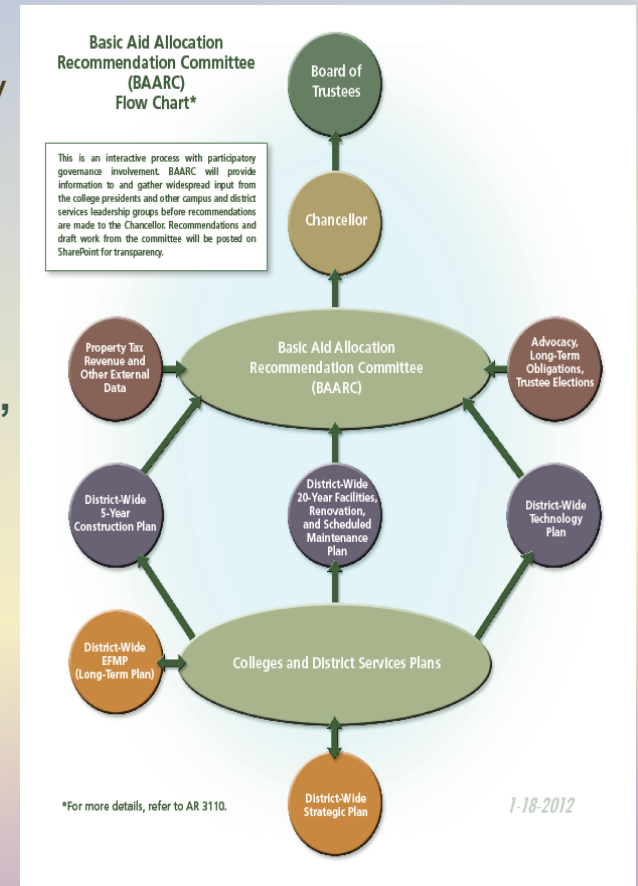 Basic Aid Allocation
Recommendation Committee
(BAARC)
Flow Chart*
This is an interactive process with participatory
governance involvement. BAARC will provide
information to and gather widespread input from
the college presidents and other campus and district
services leadership groups before recommendations
are made to the Chancellor. Recommendations and
draft work from the committee will be posted on
SharePoint for transparency.
Board of
Trustees
Chancellor
Property Tax
Revenue and
Other External
Data
Basic Aid Allocation
Recommendation Committee
(BAARC)
Advocacy,
Long-Term
Obligations,
Trustee Elections
District-Wide
5-Year
Construction Plan
District-Wide
20-Year Facilities,
Renovation,
and Scheduled
Maintenance
Plan
District-Wide
Technology
Plan
District-Wide
EFMP
(Long-Term Plan)
Colleges and District Services Plans
District-Wide
Strategic Plan
*For more details, refer to AR 3110.
1-18-2012